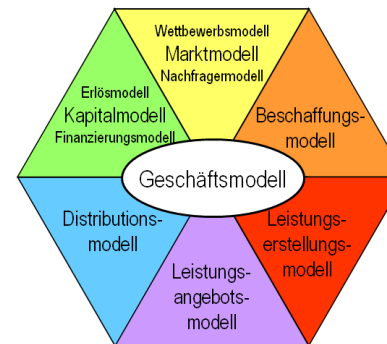 Wettbewerbsmodell
Marktmodell
Nachfragermodell
Erlösmodell
Kapitalmodell
Finanzierungsmodell
Beschaffungs-
modell
Geschäftsmodell
Distributions-
modell
Leistungs-
erstellungs-
modell
Leistungs-
angebots-
modell